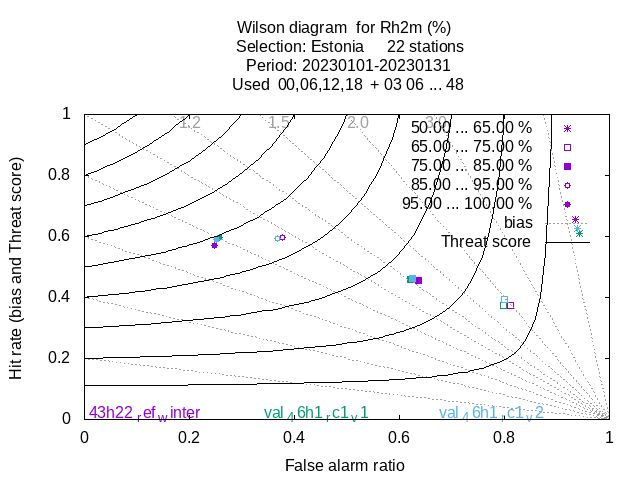 Wilson diagram for Rh2m (%)
Selection: Estonia 22 stations
Period: 20230101-20230131
Used 00,06,12,18 + 03 06 ... 48
1.2 1.5 2.0 3.0
50.00 ... 65.00 %
65.00 ... 75.00 %
75.00 ... 85.00 %
85.00 ... 95.00 %
95.00 ... 100.00 %
bias
Threat score
1
0.8
0.6
0.4
0.2
0
Hit rate (bias and Threat score)
43h22refwinter val46h1rc1v1 val46h1rc1v2
0 0.2 0.4 0.6 0.8 1
False alarm ratio